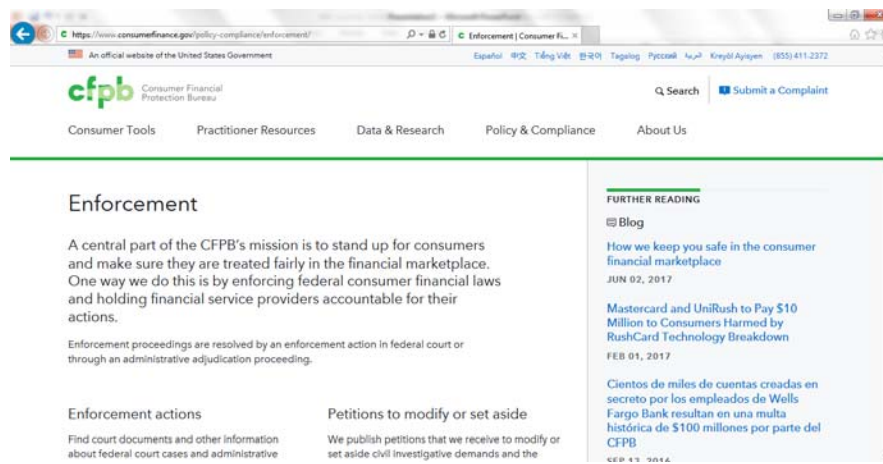 https://www.consumerfinance.gov/policy-compliance/enforcement/
Enforcement | Consumer Fi...
An official website of the United States Government
Español 中文 Tiếng Việt 한국어 Tagalog Русский العربية Kreyòl Ayisyen (855) 411-2372
cfpb Consumer Financial
Protection Bureau
Search Submit a Complaint
Consumer Tools Practitioner Resources Data & Research Policy & Compliance About Us
Enforcement
A central part of the CFPB's mission is to stand up for consumers
and make sure they are treated fairly in the financial marketplace.
One way we do this is by enforcing federal consumer financial laws
and holding financial service providers accountable for their
actions.
Enforcement proceedings are resolved by an enforcement action in federal court or
through an administrative adjudication proceeding.
Enforcement actions
Find court documents and other information
about federal court cases and administrative
Petitions to modify or set aside
We publish petitions that we receive to modify or
set aside civil investigative demands and the
FURTHER READING
Blog
How we keep you safe in the consumer
financial marketplace
JUN 02, 2017
Mastercard and UniRush to Pay $10
Million to Consumers Harmed by
RushCard Technology Breakdown
FEB 01, 2017
Cientos de miles de cuentas creadas en
secreto por los empleados de Wells
Fargo Bank resultan en una multa
histórica de $100 millones por parte del
CFPB
SEP 13, 2016